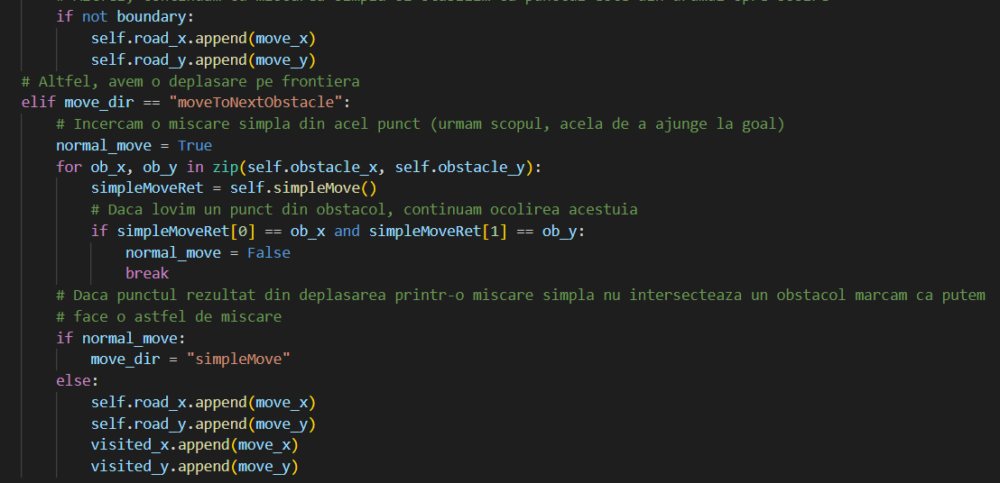 if not boundary:
self.road_x.append(move_x)
self.road_y.append(move_y)
# Altfel, avem o deplasare pe frontiera
elif move_dir == "moveToNextObstacle":
# Incercam o miscare simpla din acel punct (urmam scopul, acela de a ajunge la goal)
normal_move = True
for ob_x, ob_y in zip(self.obstacle_x, self.obstacle_y):
simpleMoveRet = self.simpleMove()
# Daca lovim un punct din obstacol, continuam ocolirea acestuia
if simpleMoveRet[0] == ob_x and simpleMoveRet[1] == ob_y:
normal_move = False
break
# Daca punctul rezultat din deplasarea printr-o miscare simpla nu intersecteaza un obstacol marcam ca putem
# face o astfel de miscare
if normal_move:
move_dir = "simpleMove"
else:
self.road_x.append(move_x)
self.road_y.append(move_y)
visited_x.append(move_x)
visited_y.append(move_y)